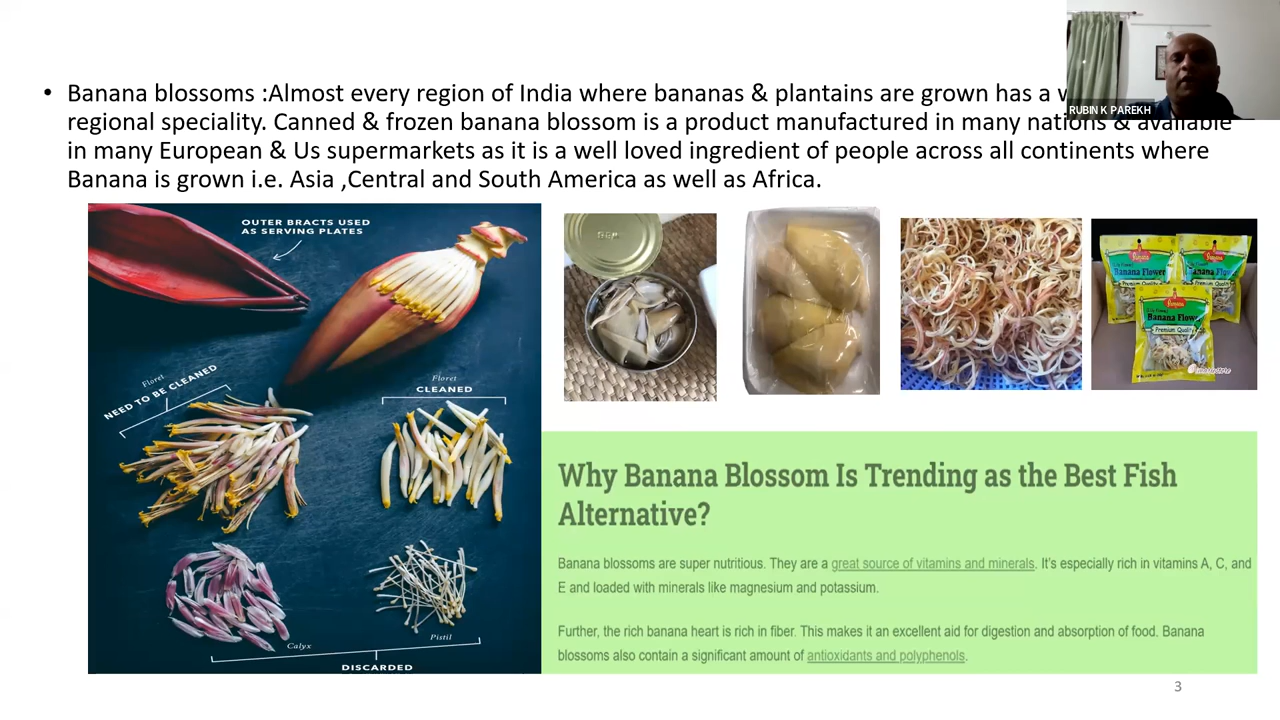 • Banana blossoms :Almost every region of India where bananas & plantains are grown has a
RUBIN K PAREKH
regional speciality. Canned & frozen banana blossom is a product manufactured in many nations & available
in many European & Us supermarkets as it is a well loved ingredient of people across all continents where
Banana is grown i.e. Asia ,Central and South America as well as Africa.
OUTER BRACTS USED
AS SERVING PLATES
Floret
NEED TO BE CLEANED
Floret
CLEANED
Calyx
Pistil
DISCARDED
Banana Flower
Premium Quality
Banana Flower
Premium Quality
Banana Flower
Premium Quality
Why Banana Blossom Is Trending as the Best Fish
Alternative?
Banana blossoms are super nutritious. They are a great source of vitamins and minerals. It's especially rich in vitamins A, C, and
E and loaded with minerals like magnesium and potassium.
Further, the rich banana heart is rich in fiber. This makes it an excellent aid for digestion and absorption of food. Banana
blossoms also contain a significant amount of antioxidants and polyphenols.
3